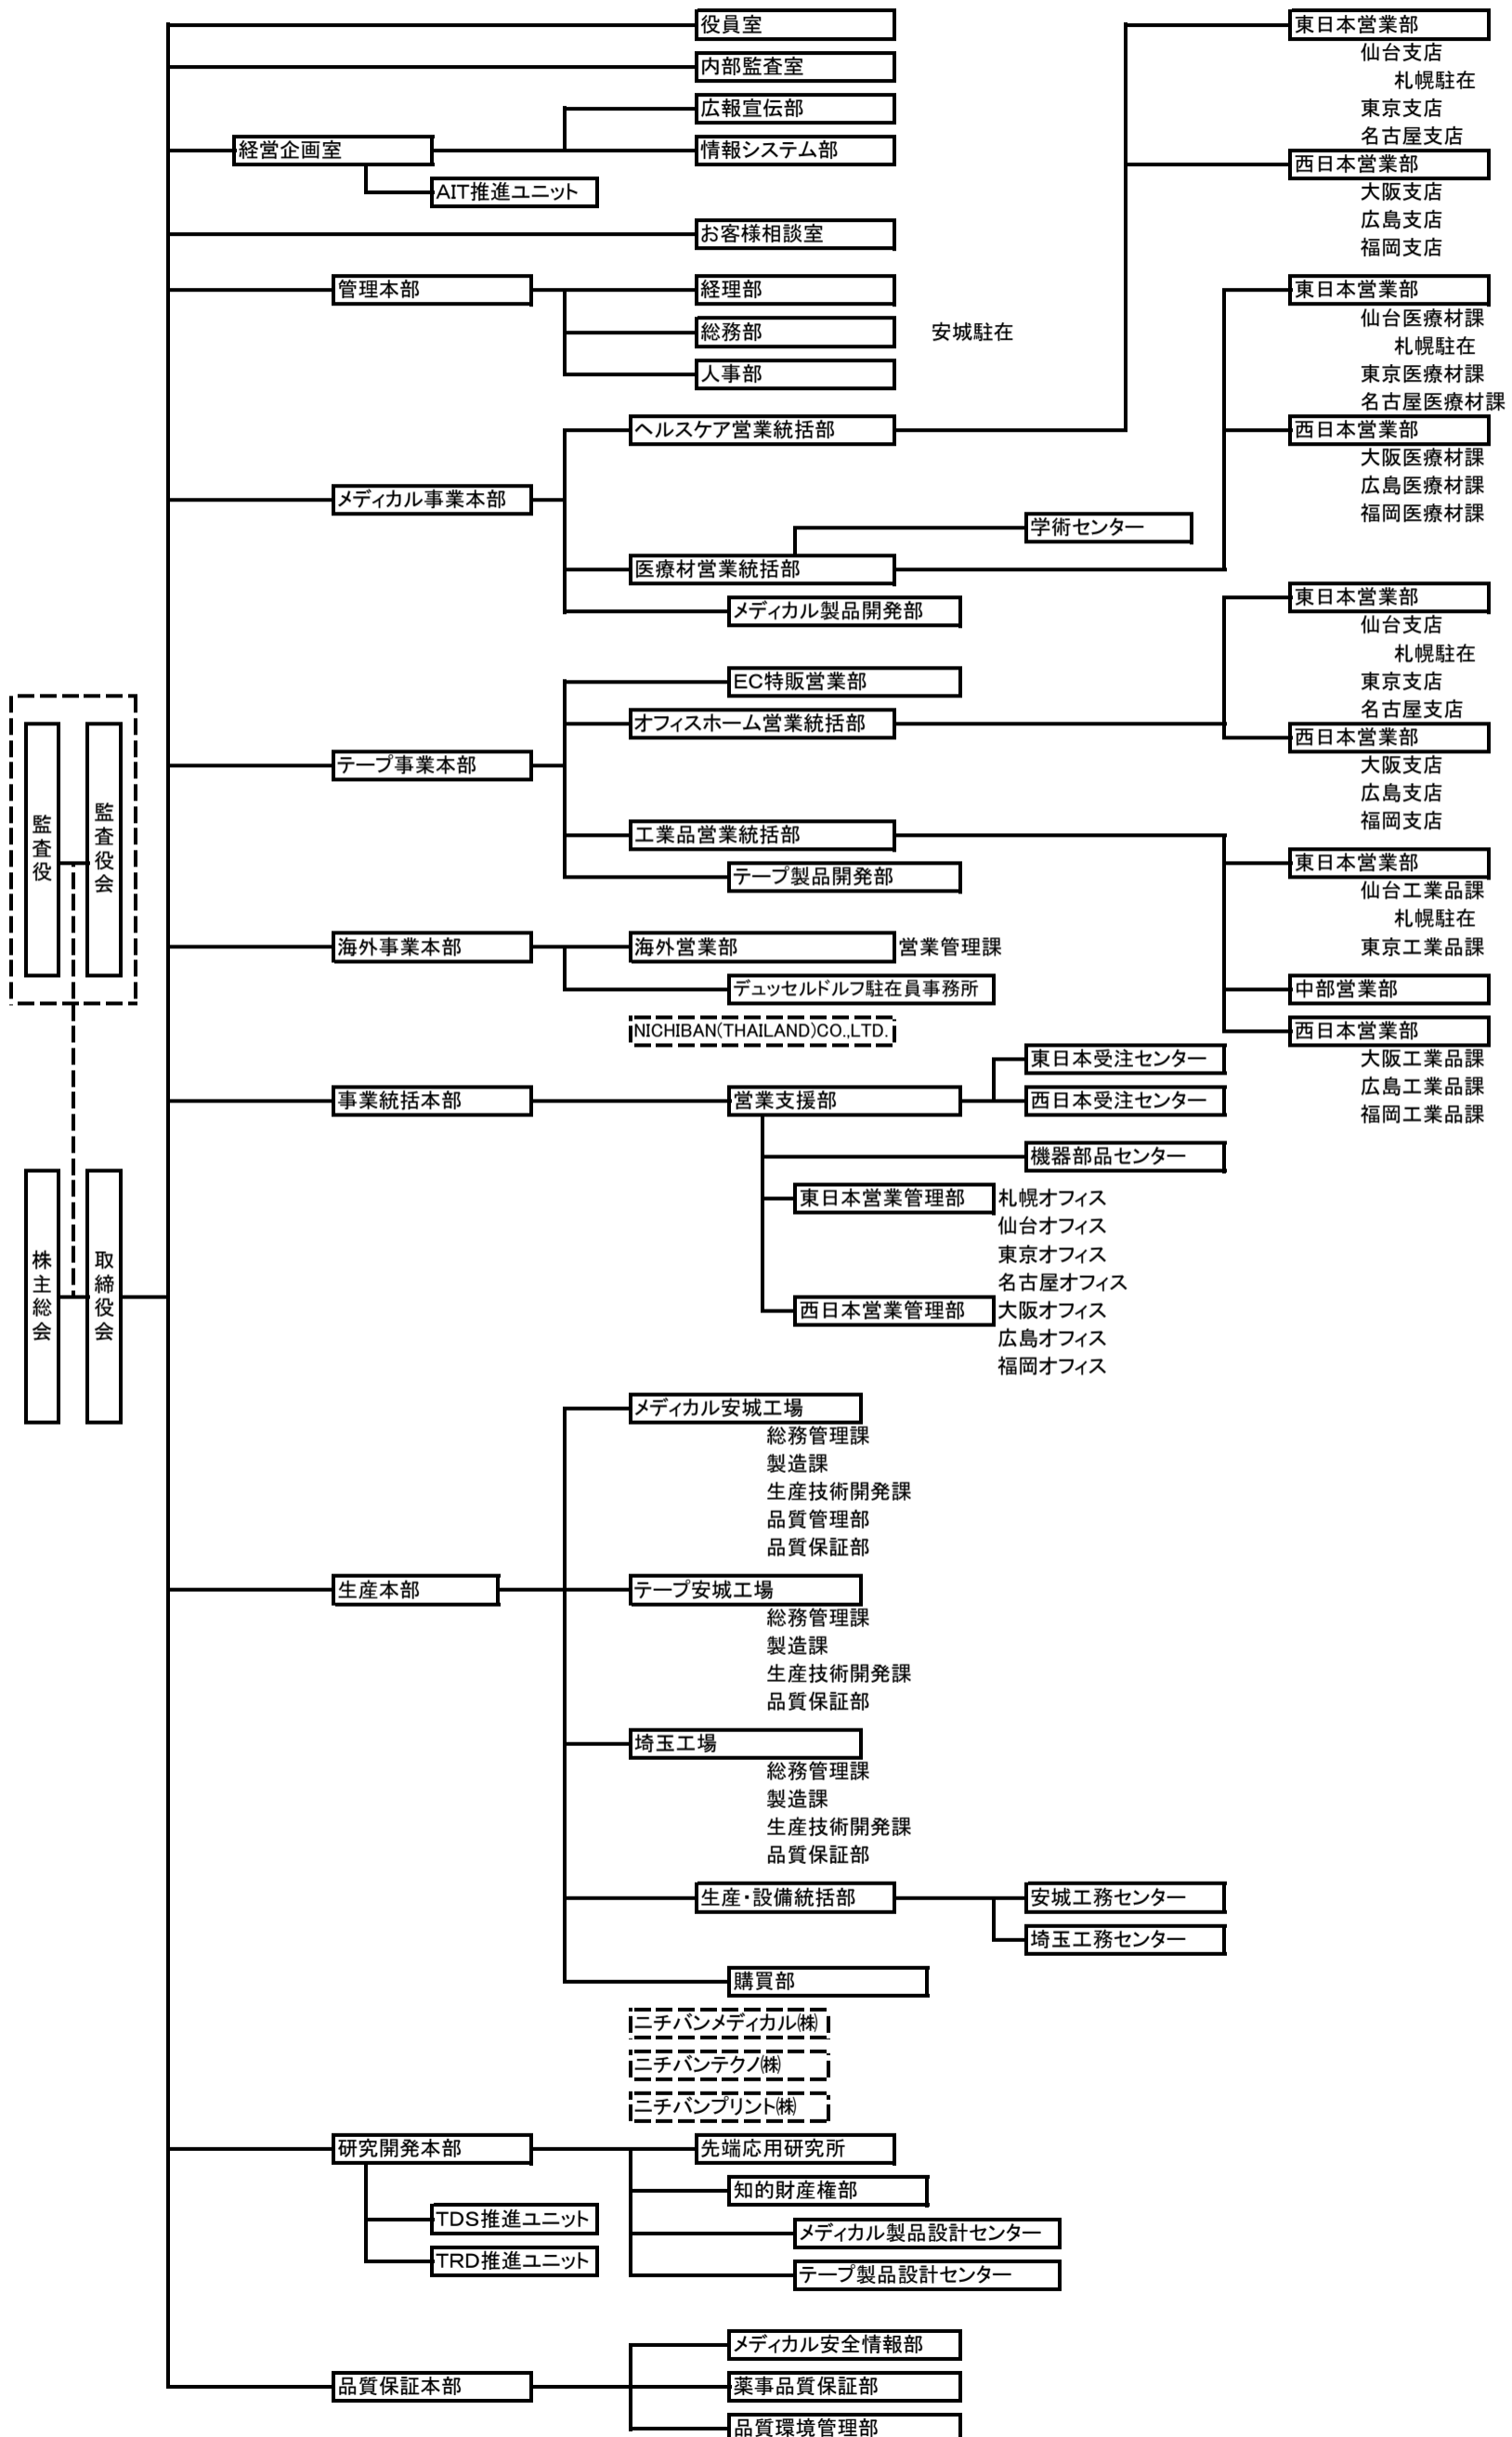 役員室
内部監査室
広報宣伝部
経営企画室
情報システム部
AIT推進ユニット
お客様相談室
管理本部
経理部
総務部
安城駐在
人事部
メディカル事業本部
ヘルスケア営業統括部
東日本営業部
仙台支店
札幌駐在
東京支店
名古屋支店
西日本営業部
大阪支店
広島支店
福岡支店
学術センター
医療材営業統括部
東日本営業部
仙台医療材課
札幌駐在
東京医療材課
名古屋医療材課
西日本営業部
大阪医療材課
広島医療材課
福岡医療材課
メディカル製品開発部
テープ事業本部
EC特販営業部
オフィスホーム営業統括部
東日本営業部
仙台支店
札幌駐在
東京支店
名古屋支店
西日本営業部
大阪支店
広島支店
福岡支店
工業品営業統括部
東日本営業部
仙台工業品課
札幌駐在
東京工業品課
中部営業部
西日本営業部
大阪工業品課
広島工業品課
福岡工業品課
テープ製品開発部
監査役
監査役会
海外事業本部
海外営業部
営業管理課
デュッセルドルフ駐在員事務所
NICHIBAN(THAILAND)CO.,LTD.
事業統括本部
営業支援部
東日本受注センター
西日本受注センター
機器部品センター
東日本営業管理部
札幌オフィス
仙台オフィス
東京オフィス
名古屋オフィス
西日本営業管理部
大阪オフィス
広島オフィス
福岡オフィス
株主総会
取締役会
生産本部
メディカル安城工場
総務管理課
製造課
生産技術開発課
品質管理部
品質保証部
テープ安城工場
総務管理課
製造課
生産技術開発課
品質保証部
埼玉工場
総務管理課
製造課
生産技術開発課
品質保証部
生産・設備統括部
安城工務センター
埼玉工務センター
購買部
ニチバンメディカル㈱
ニチバンテクノ㈱
ニチバンプリント㈱
研究開発本部
先端応用研究所
知的財産権部
TDS推進ユニット
メディカル製品設計センター
TRD推進ユニット
テープ製品設計センター
品質保証本部
メディカル安全情報部
薬事品質保証部
品質環境管理部